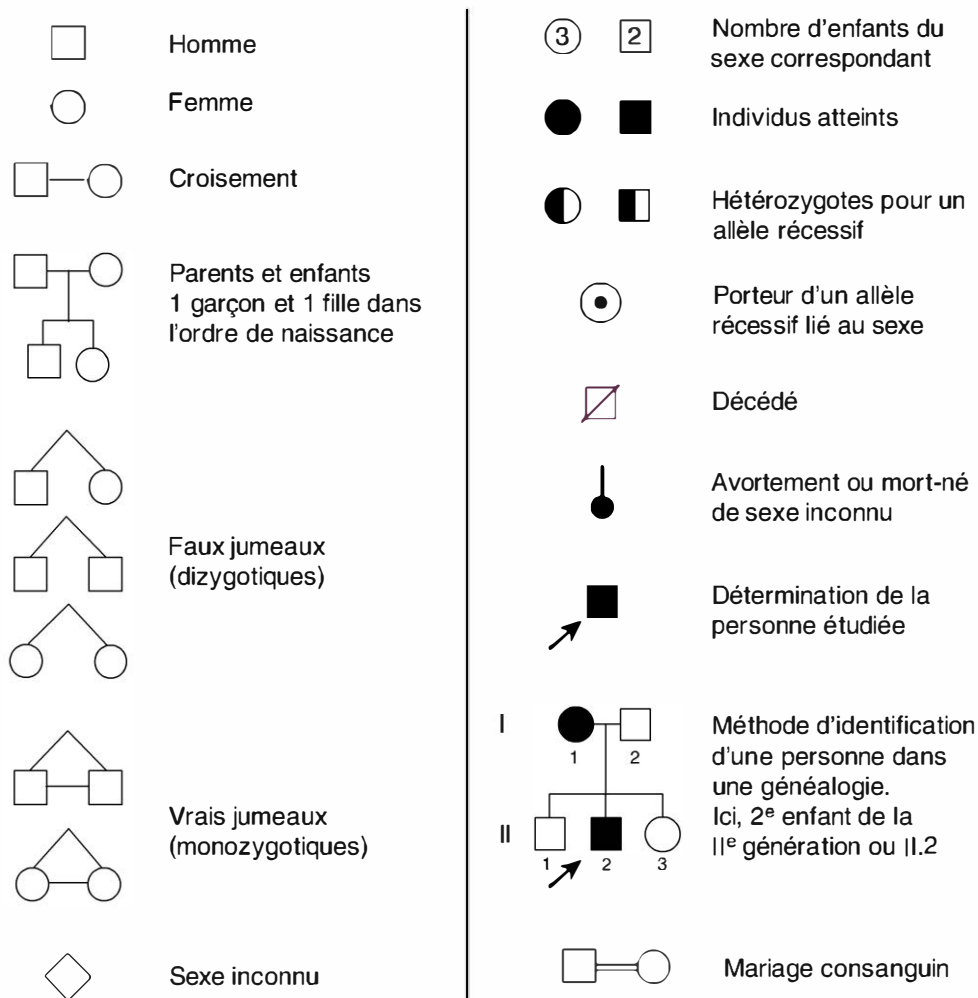 Homme
Femme
Croisement
Parents et enfants
1 garçon et 1 fille dans
l'ordre de naissance
Faux jumeaux
(dizygotiques)
Vrais jumeaux
(monozygotiques)
Sexe inconnu
3 2
Nombre d'enfants du
sexe correspondant
Individus atteints
Hétérozygotes pour un
allèle récessif
Porteur d'un allèle
récessif lié au sexe
Décédé
Avortement ou mort-né
de sexe inconnu
Détermination de la
personne étudiée
I
1 2
II
1 2 3
Méthode d'identification
d'une personne dans
une généalogie.
Ici, 2e enfant de la
IIe génération ou II.2
Mariage consanguin